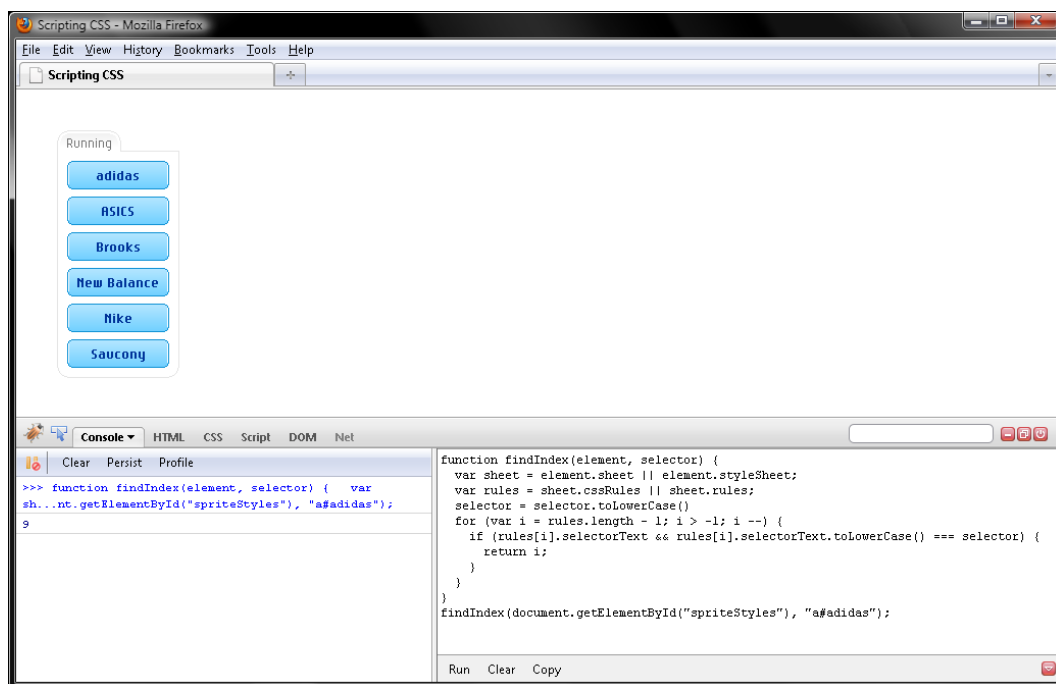 Scripting CSS - Mozilla Firefox
File Edit View History Bookmarks Tools Help
Scripting CSS
Running
adidas
ASICS
Brooks
New Balance
Nike
Saucony
Console HTML CSS Script DOM Net
Clear Persist Profile
>>> function findIndex(element, selector) { var
sh...nt.getElementById("spriteStyles"), "a#adidas");
9
function findIndex(element, selector) {
var sheet = element.sheet || element.styleSheet;
var rules = sheet.cssRules || sheet.rules;
selector = selector.toLowerCase()
for (var i = rules.length - 1; i > -1; i --) {
if (rules[i].selectorText && rules[i].selectorText.toLowerCase() === selector) {
return i;
}
}
}
findIndex(document.getElementById("spriteStyles"), "a#adidas");
Run Clear Copy